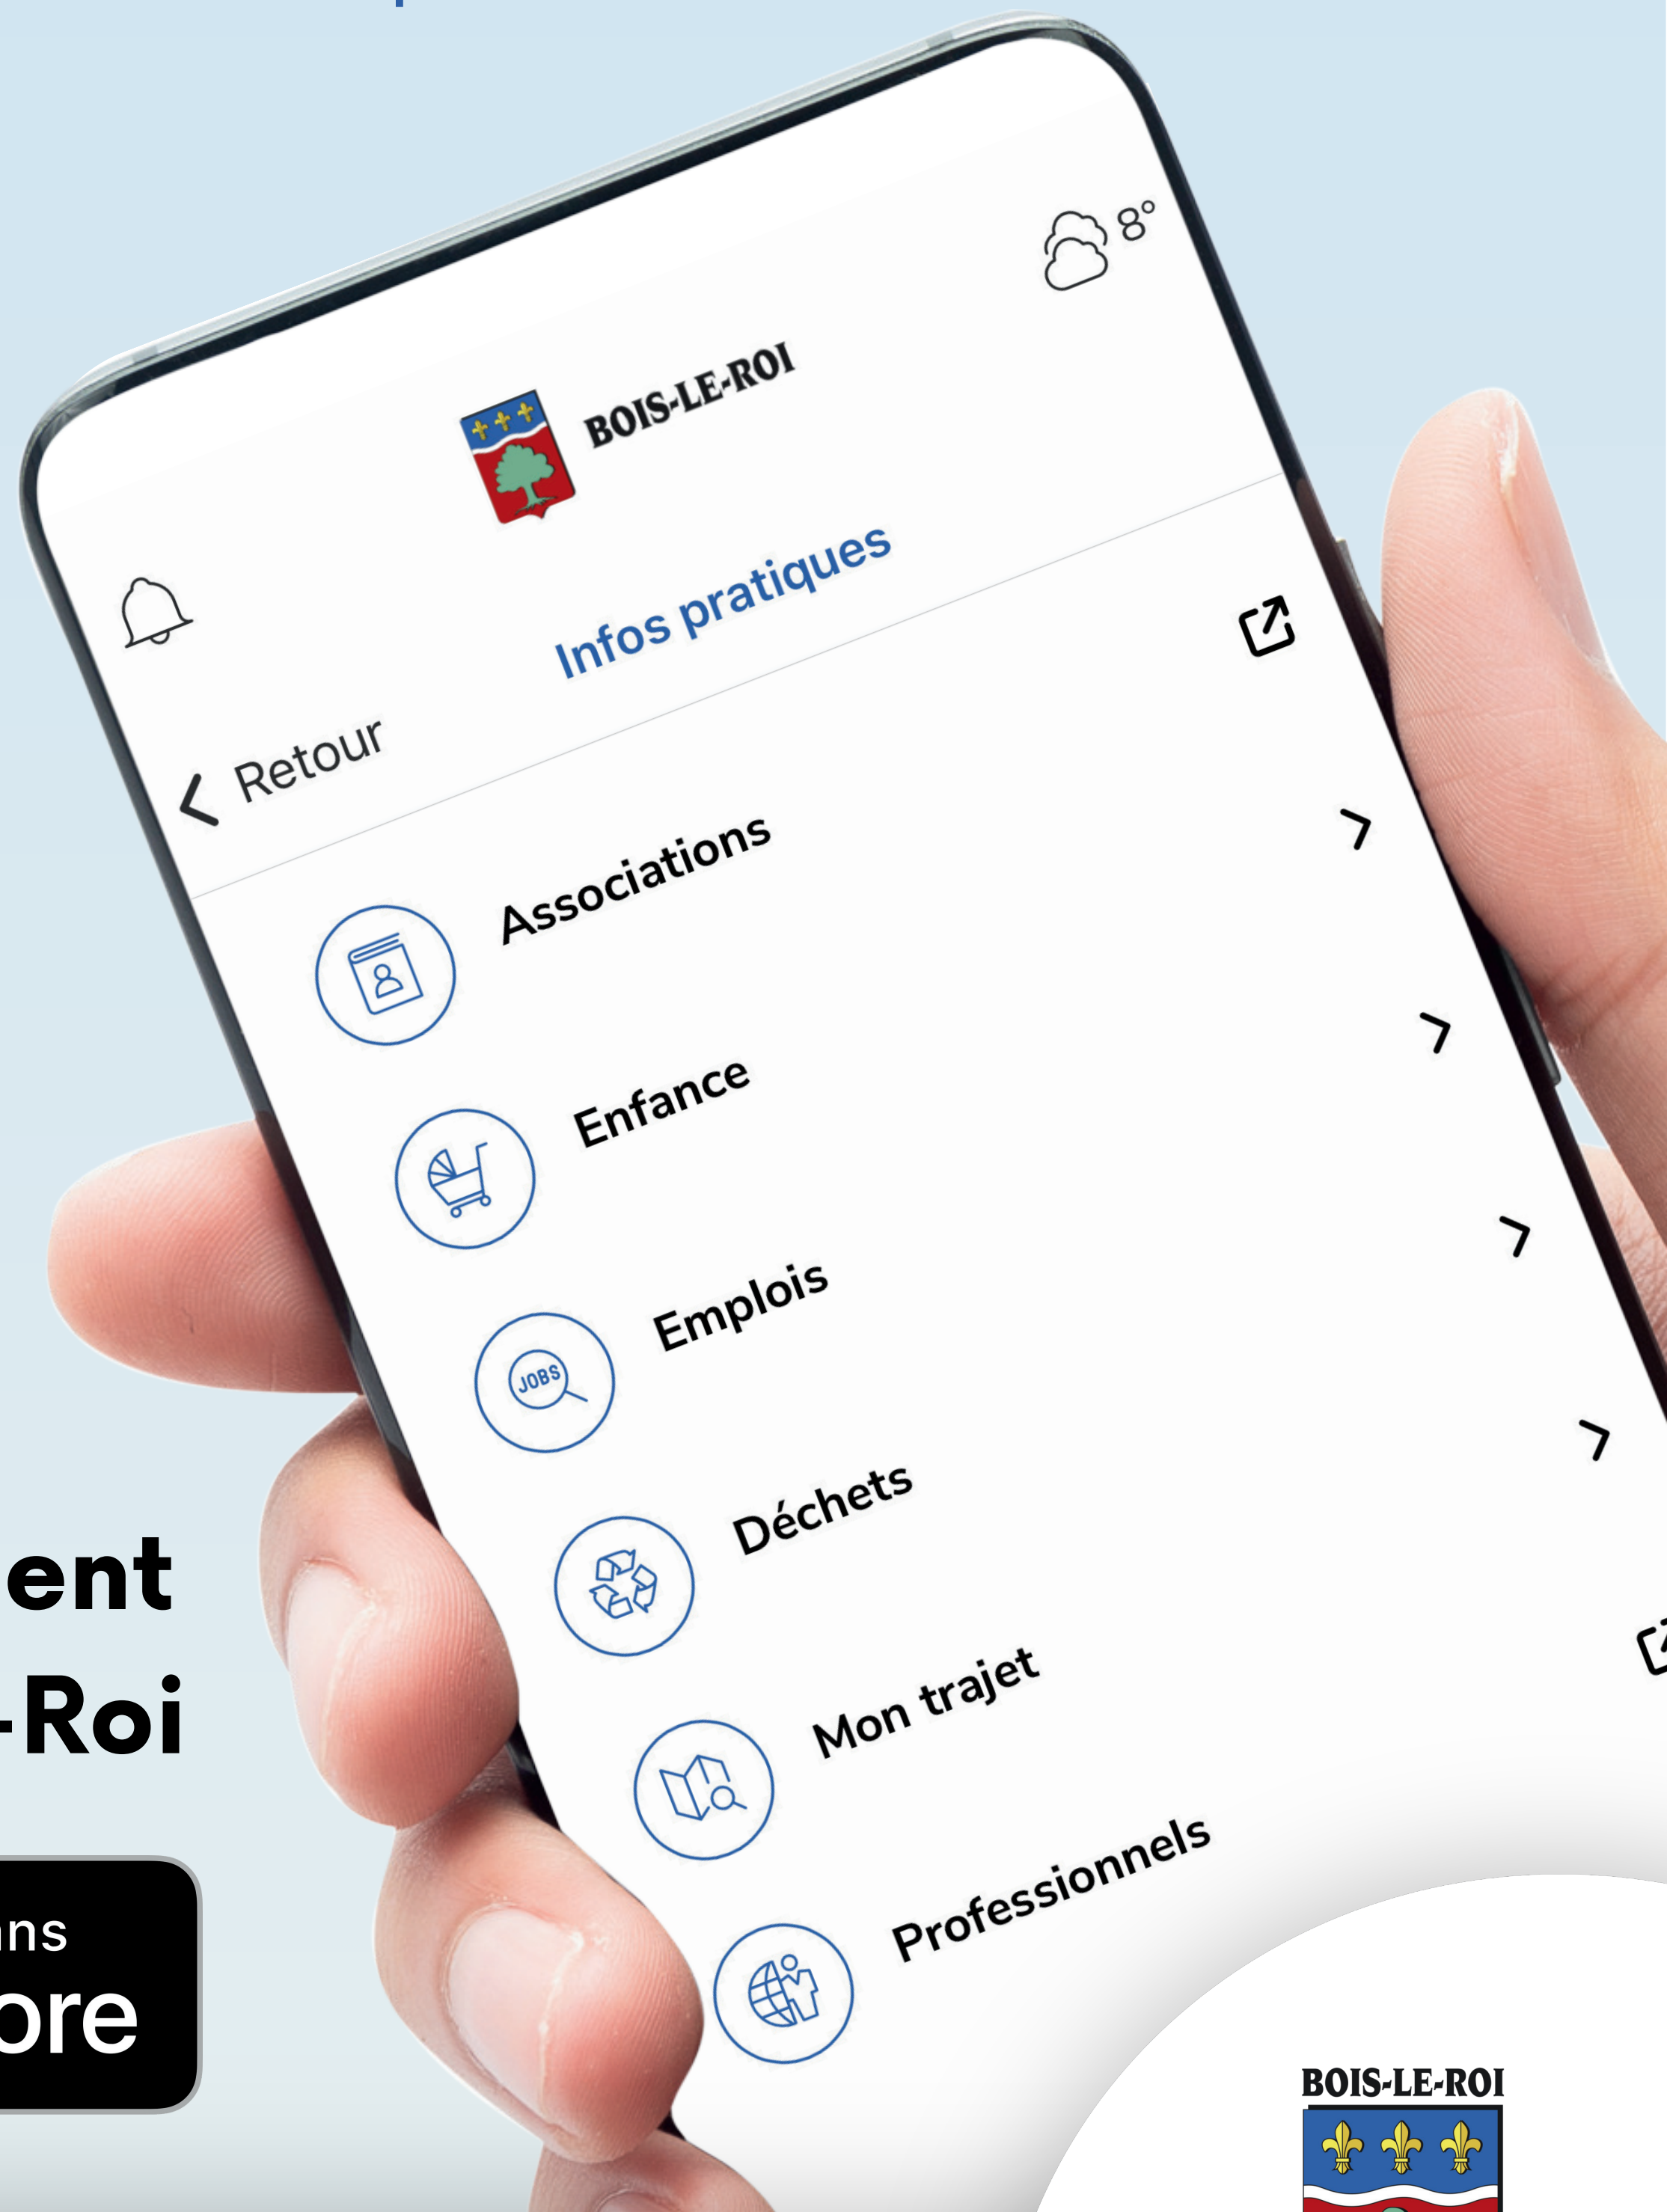 8°
BOIS-LE-ROI
Infos pratiques
Retour
Associations
Enfance
Emplois
JOBS
Déchets
Mon trajet
Professionnels
ent
-Roi
ans
ore
BOIS-LE-ROI